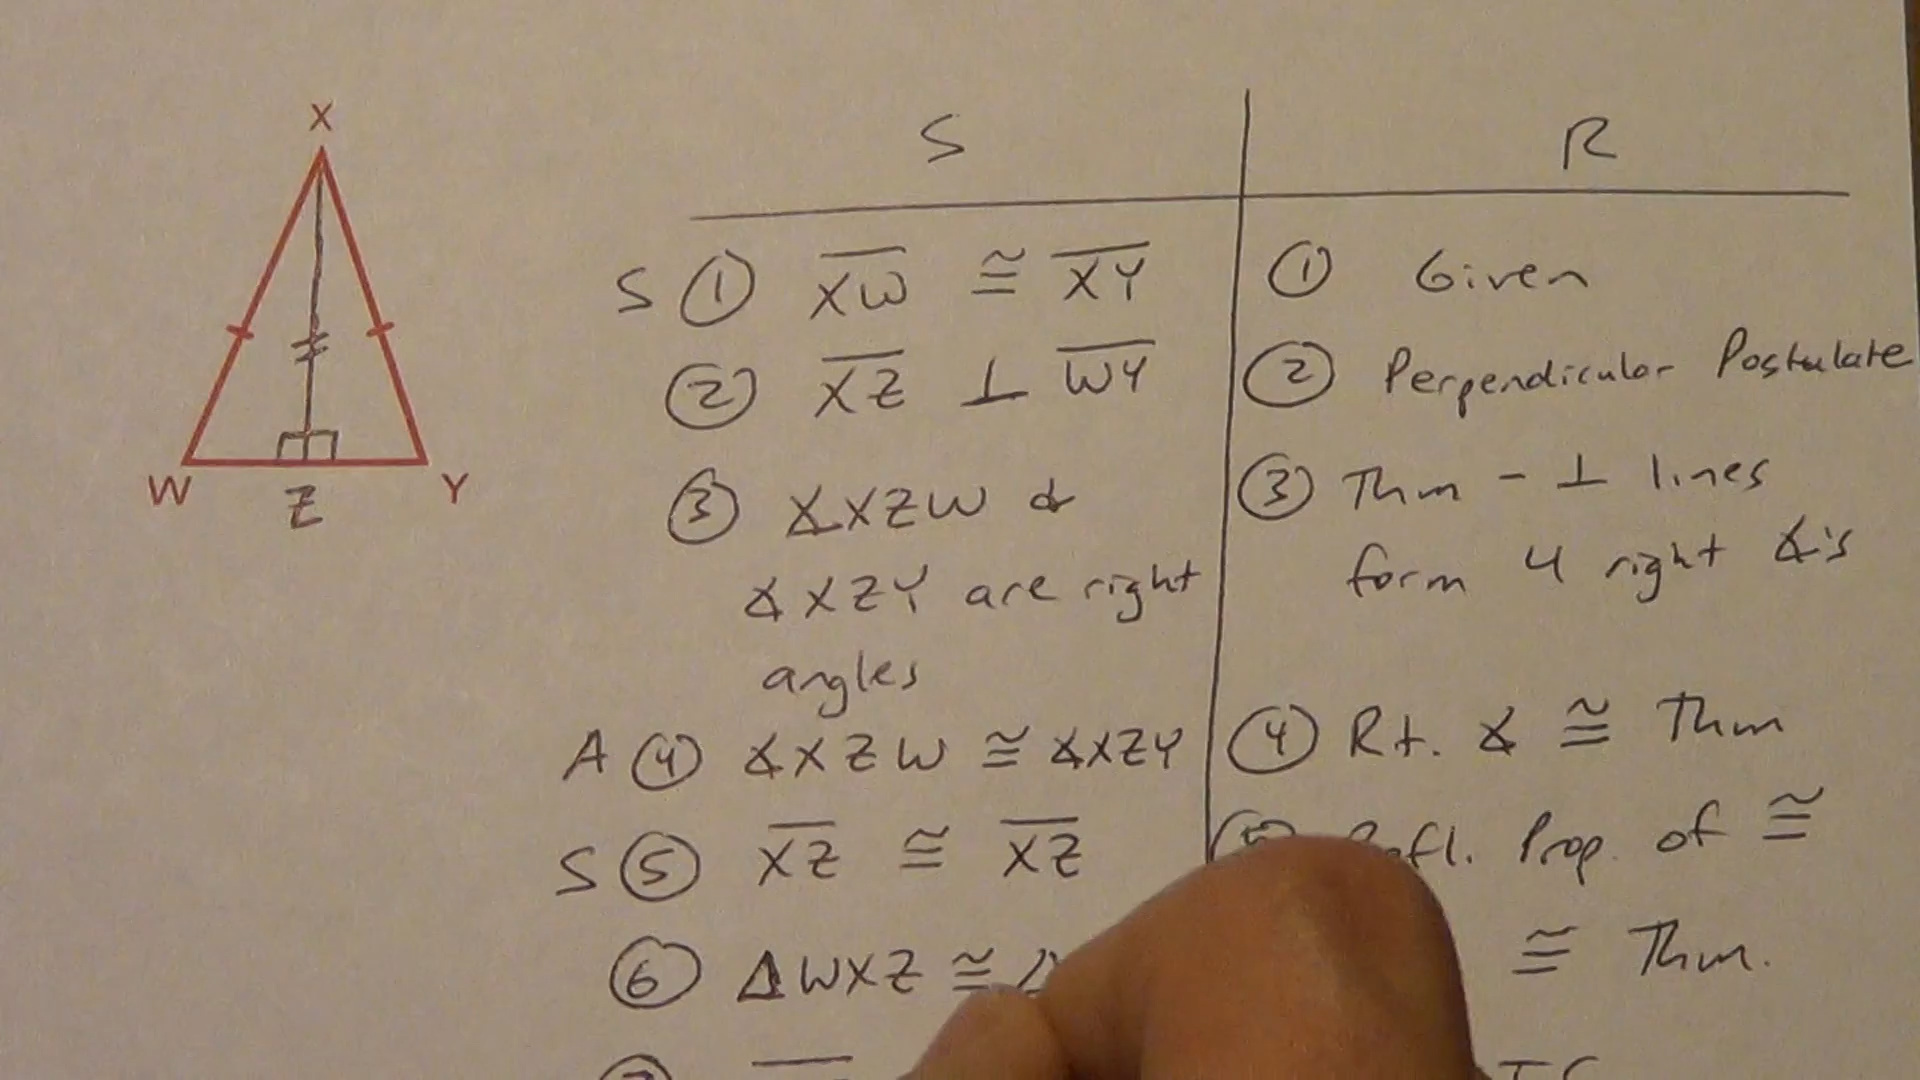 X
W
Z
Y
S R
S ① XW ≅ XY ① Given
② XZ ⊥ WY ② Perpendicular Postulate
③ ∡XZW & ③ Thm - ⊥ lines
∡XZY are right form 4 right ∡'s
angles
A ④ ∡XZW ≅ ∡XZY ④ Rt. ∡ ≅ Thm
S ⑤ XZ ≅ XZ Prop. of ≅
⑥ ΔWXZ ≅ ≅ Thm.